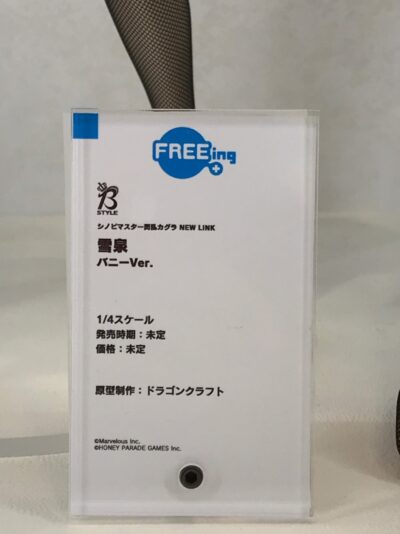 FREEing
B
STYLE
シノビマスター閃乱カグラ NEW LINK
雪泉
バニーVer.
1/4スケール
発売時期：未定
価格：未定
原型制作：ドラゴンクラフト
©Marvelous Inc.
©HONEY PARADE GAMES Inc.